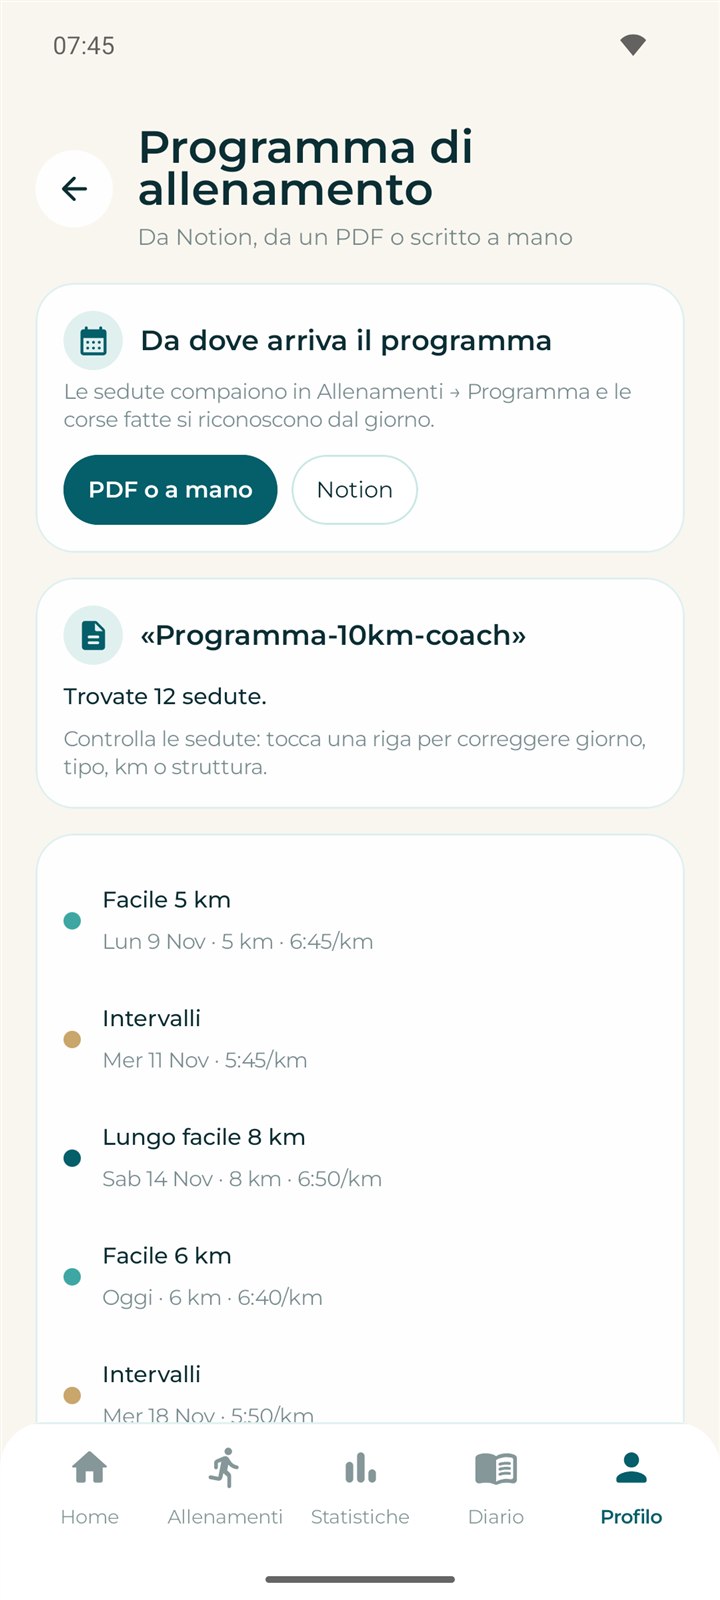 07:45
Programma di
allenamento
Da Notion, da un PDF o scritto a mano
Da dove arriva il programma
Le sedute compaiono in Allenamenti → Programma e le
corse fatte si riconoscono dal giorno.
PDF o a mano
Notion
«Programma-10km-coach»
Trovate 12 sedute.
Controlla le sedute: tocca una riga per correggere giorno,
tipo, km o struttura.
Facile 5 km
Lun 9 Nov · 5 km · 6:45/km
Intervalli
Mer 11 Nov · 5:45/km
Lungo facile 8 km
Sab 14 Nov · 8 km · 6:50/km
Facile 6 km
Oggi · 6 km · 6:40/km
Intervalli
Mer 18 Nov · 5:50/km
Home
Allenamenti
Statistiche
Diario
Profilo